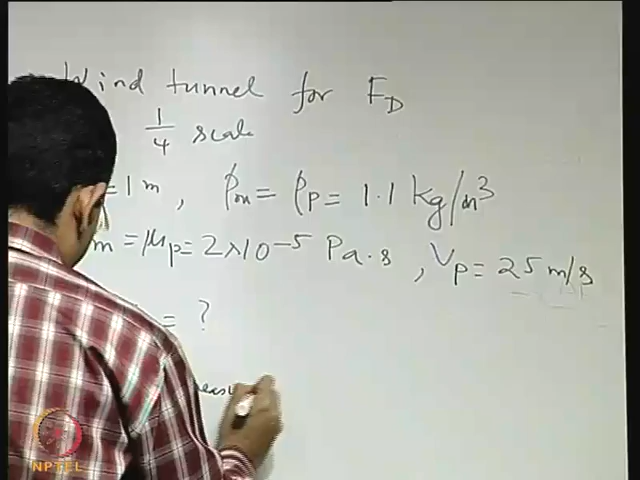 Wind tunnel for F_D
1/4 scale
= 1 m, ρ_m = ρ_p = 1.1 kg/m³
m = μ_p = 2×10⁻⁵ Pa.s, V_p = 25 m/s
= ?
NPTEL